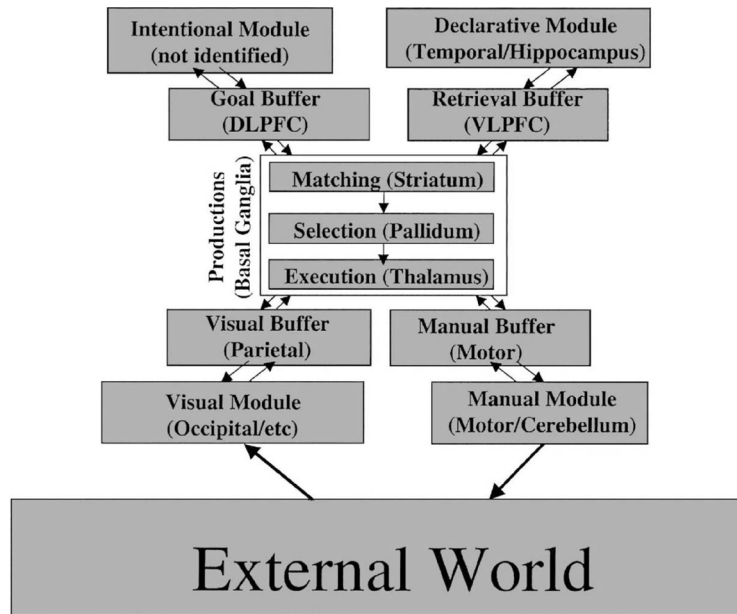 Intentional Module
(not identified)
Declarative Module
(Temporal/Hippocampus)
Goal Buffer
(DLPFC)
Retrieval Buffer
(VLPFC)
Productions
(Basal Ganglia)
Matching (Striatum)
Selection (Pallidum)
Execution (Thalamus)
Visual Buffer
(Parietal)
Manual Buffer
(Motor)
Visual Module
(Occipital/etc)
Manual Module
(Motor/Cerebellum)
External World